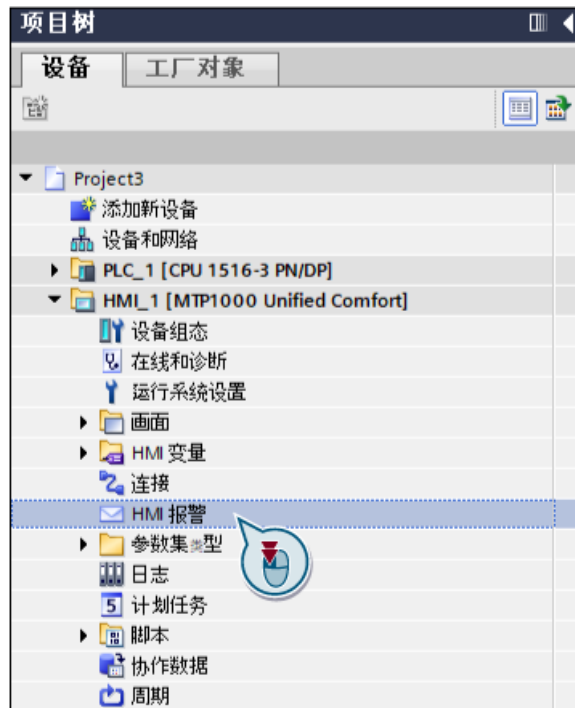 项目树
设备 工厂对象
Project3
添加新设备
设备和网络
PLC_1 [CPU 1516-3 PN/DP]
HMI_1 [MTP1000 Unified Comfort]
设备组态
在线和诊断
运行系统设置
画面
HMI 变量
连接
HMI 报警
参数集类型
日志
计划任务
脚本
协作数据
周期